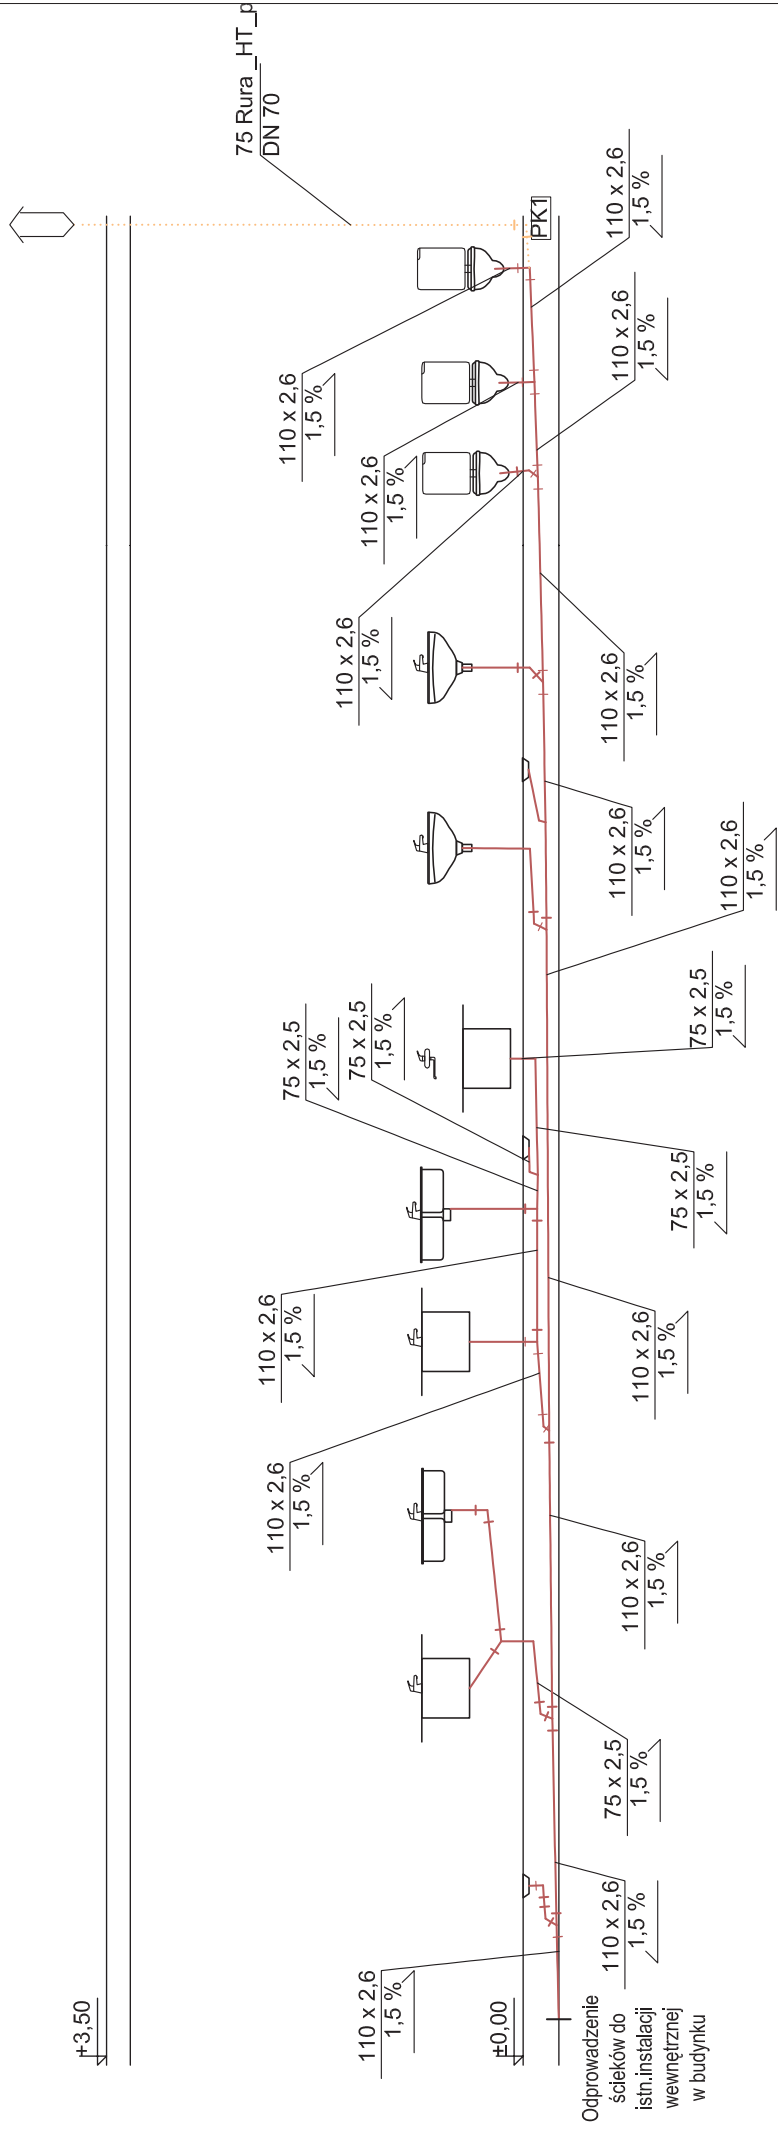 75 Rura _HT_p
DN 70
PK1
110 x 2,6
1,5 %
110 x 2,6
1,5 %
110 x 2,6
1,5 %
110 x 2,6
1,5 %
110 x 2,6
1,5 %
110 x 2,6
1,5 %
110 x 2,6
1,5 %
110 x 2,6
1,5 %
75 x 2,5
1,5 %
75 x 2,5
1,5 %
75 x 2,5
1,5 %
75 x 2,5
1,5 %
110 x 2,6
1,5 %
110 x 2,6
1,5 %
110 x 2,6
1,5 %
110 x 2,6
1,5 %
75 x 2,5
1,5 %
110 x 2,6
1,5 %
110 x 2,6
1,5 %
+3,50
±0,00
Odprowadzenie
ścieków do
istn.instalacji
wewnętrznej
w budynku